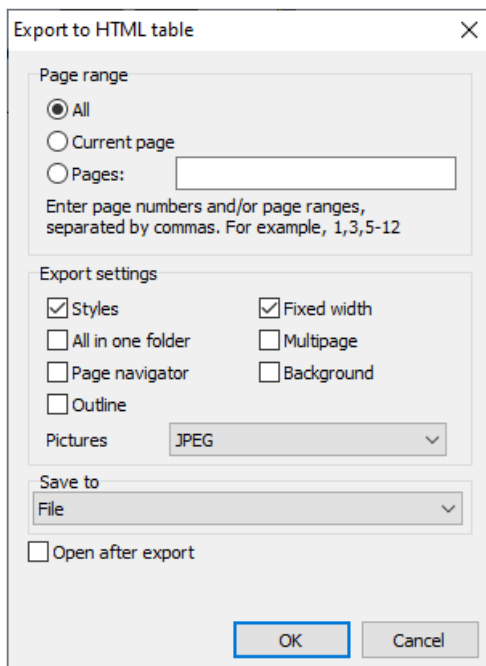 Export to HTML table
Page range
All
Current page
Pages:
Enter page numbers and/or page ranges,
separated by commas. For example, 1,3,5-12
Export settings
Styles Fixed width
All in one folder Multipage
Page navigator Background
Outline
Pictures JPEG
Save to
File
Open after export
OK Cancel